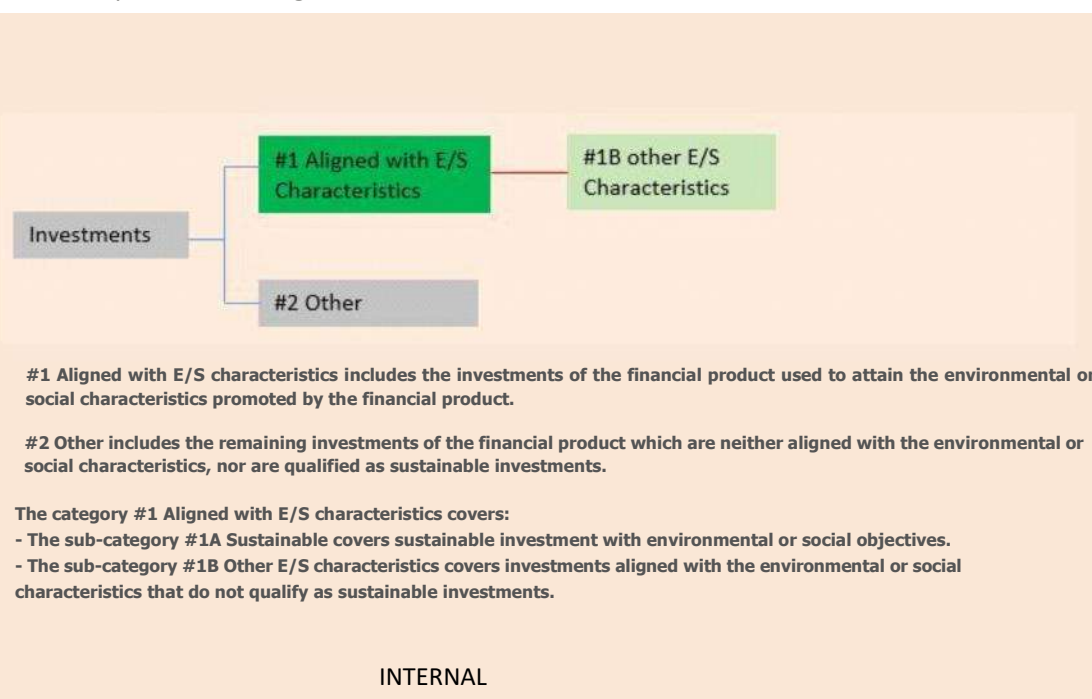 #1 Aligned with E/S
Characteristics
#1B other E/S
Characteristics
Investments
#2 Other
#1 Aligned with E/S characteristics includes the investments of the financial product used to attain the environmental or
social characteristics promoted by the financial product.
#2 Other includes the remaining investments of the financial product which are neither aligned with the environmental or
social characteristics, nor are qualified as sustainable investments.
The category #1 Aligned with E/S characteristics covers:
- The sub-category #1A Sustainable covers sustainable investment with environmental or social objectives.
- The sub-category #1B Other E/S characteristics covers investments aligned with the environmental or social
characteristics that do not qualify as sustainable investments.
INTERNAL